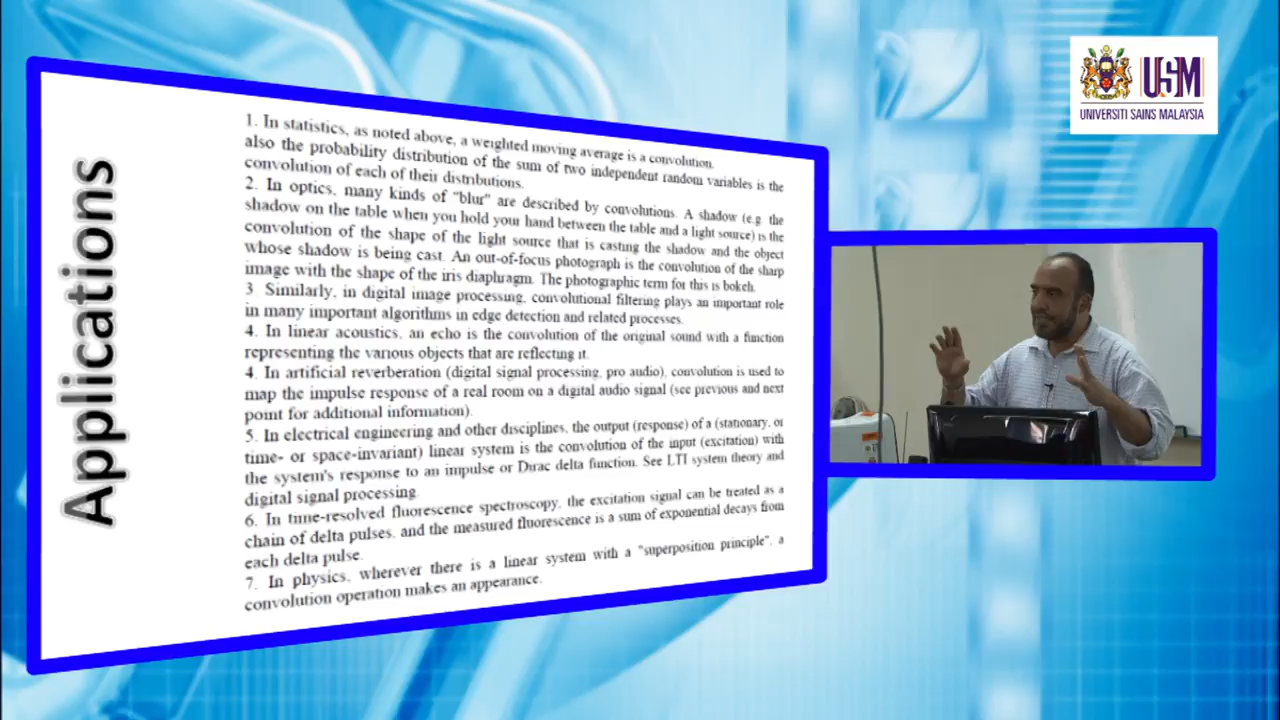 Applications
1. In statistics, as noted above, a weighted moving average is a convolution.
also the probability distribution of the sum of two independent random variables is the
convolution of each of their distributions.
2. In optics, many kinds of "blur" are described by convolutions. A shadow (e.g. the
shadow on the table when you hold your hand between the table and a light source) is the
convolution of the shape of the light source that is casting the shadow and the object
whose shadow is being cast. An out-of-focus photograph is the convolution of the sharp
image with the shape of the iris diaphragm. The photographic term for this is bokeh.
3 Similarly, in digital image processing, convolutional filtering plays an important role
in many important algorithms in edge detection and related processes.
4. In linear acoustics, an echo is the convolution of the original sound with a function
representing the various objects that are reflecting it.
4. In artificial reverberation (digital signal processing, pro audio), convolution is used to
map the impulse response of a real room on a digital audio signal (see previous and next
point for additional information).
5. In electrical engineering and other disciplines, the output (response) of a (stationary, or
time- or space-invariant) linear system is the convolution of the input (excitation) with
the system's response to an impulse or Dirac delta function. See LTI system theory and
digital signal processing.
6. In time-resolved fluorescence spectroscopy, the excitation signal can be treated as a
chain of delta pulses, and the measured fluorescence is a sum of exponential decays from
each delta pulse.
7. In physics, wherever there is a linear system with a "superposition principle", a
convolution operation makes an appearance.
USM
UNIVERSITI SAINS MALAYSIA